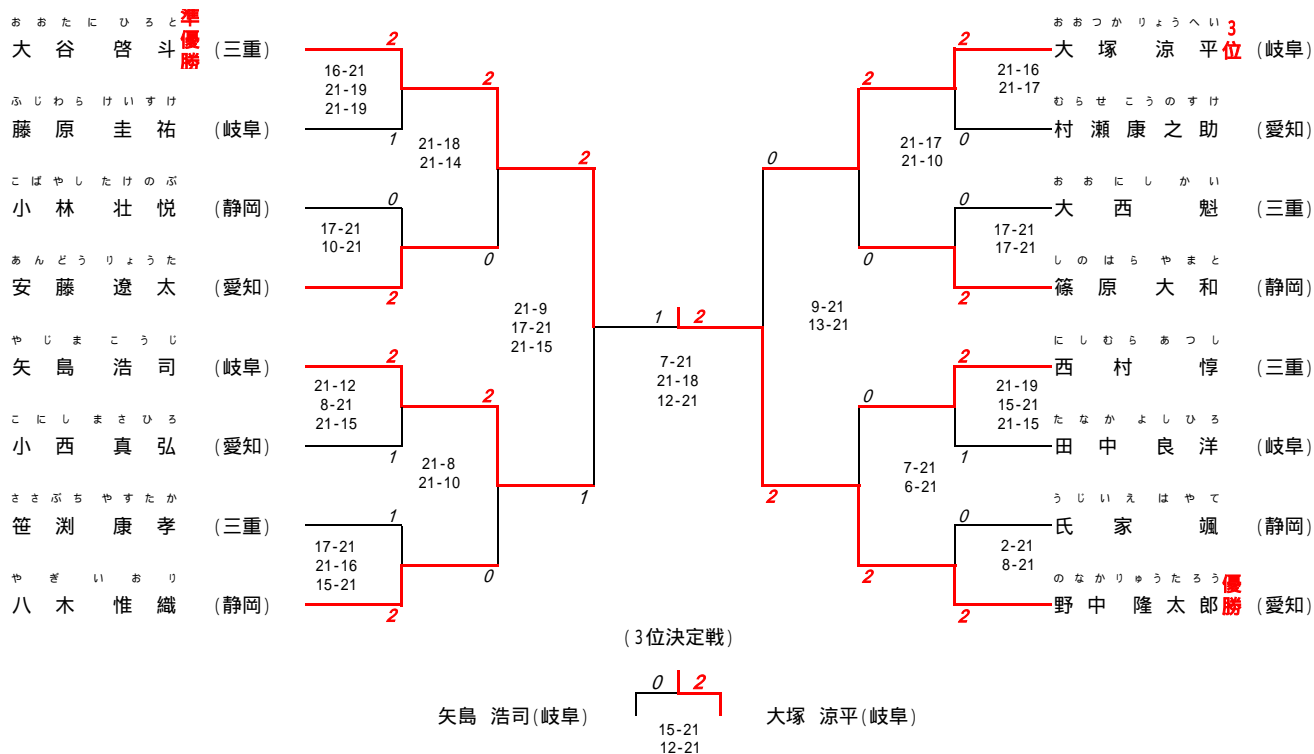 おおたに ひろと
大谷 啓斗 (三重)
準優勝
2
16-21
21-19
21-19
ふじわら けいすけ
藤原 圭祐 (岐阜)
1
2
21-18
21-14
こばやし たけのぶ
小林 壮悦 (静岡)
0
17-21
10-21
あんどう りょうた
安藤 遼太 (愛知)
2
0
2
21-9
17-21
21-15
やじま こうじ
矢島 浩司 (岐阜)
2
21-12
8-21
21-15
こにし まさひろ
小西 真弘 (愛知)
1
2
21-8
21-10
ささぶち やすたか
笹渕 康孝 (三重)
1
17-21
21-16
15-21
やぎ いおり
八木 惟織 (静岡)
2
0
1
1 2
7-21
21-18
12-21
おおつか りょうへい
大塚 涼平 (岐阜)
3位
2
21-16
21-17
むらせ こうのすけ
村瀬康之助 (愛知)
0
2
21-17
21-10
おおにし かい
大西 魁 (三重)
0
17-21
17-21
しのはら やまと
篠原 大和 (静岡)
2
0
0
9-21
13-21
にしむら あつし
西村 惇 (三重)
2
21-19
15-21
21-15
たなか よしひろ
田中 良洋 (岐阜)
1
0
7-21
6-21
うじいえ はやて
氏家 颯 (静岡)
0
2-21
8-21
のなかりゅうたろう
野中 隆太郎 (愛知)
優勝
2
2
2
(3位決定戦)
0 2
矢島 浩司(岐阜) 大塚 涼平(岐阜)
15-21
12-21